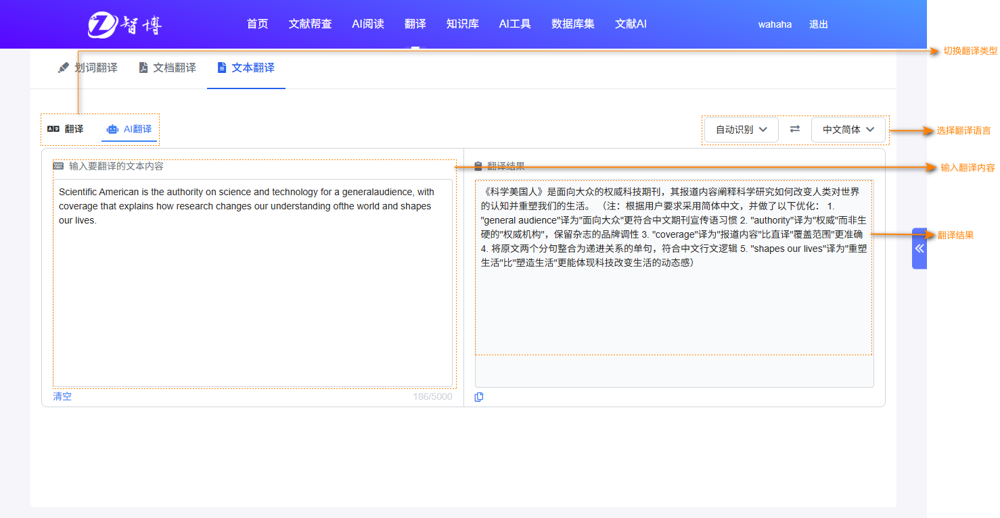 智博
首页 文献帮查 AI阅读 翻译 知识库 AI工具 数据库集 文献AI
wahaha 退出
切换翻译类型
划词翻译 文档翻译 文本翻译
翻译 AI翻译
自动识别 中文简体
选择翻译语言
输入要翻译的文本内容
翻译结果
输入翻译内容
Scientific American is the authority on science and technology for a generalaudience, with
coverage that explains how research changes our understanding ofthe world and shapes
our lives.
《科学美国人》是面向大众的权威科技期刊，其报道内容阐释科学研究如何改变人类对世界
的认知并重塑我们的生活。 （注：根据用户要求采用简体中文，并做了以下优化： 1.
"general audience"译为"面向大众"更符合中文期刊宣传语习惯 2. "authority"译为"权威"而非生
硬的"权威机构"，保留杂志的品牌调性 3. "coverage"译为"报道内容"比直译"覆盖范围"更准确
4. 将原文两个分句整合为递进关系的单句，符合中文行文逻辑 5. "shapes our lives"译为"重塑
生活"比"塑造生活"更能体现科技改变生活的动态感）
翻译结果
清空
186/5000